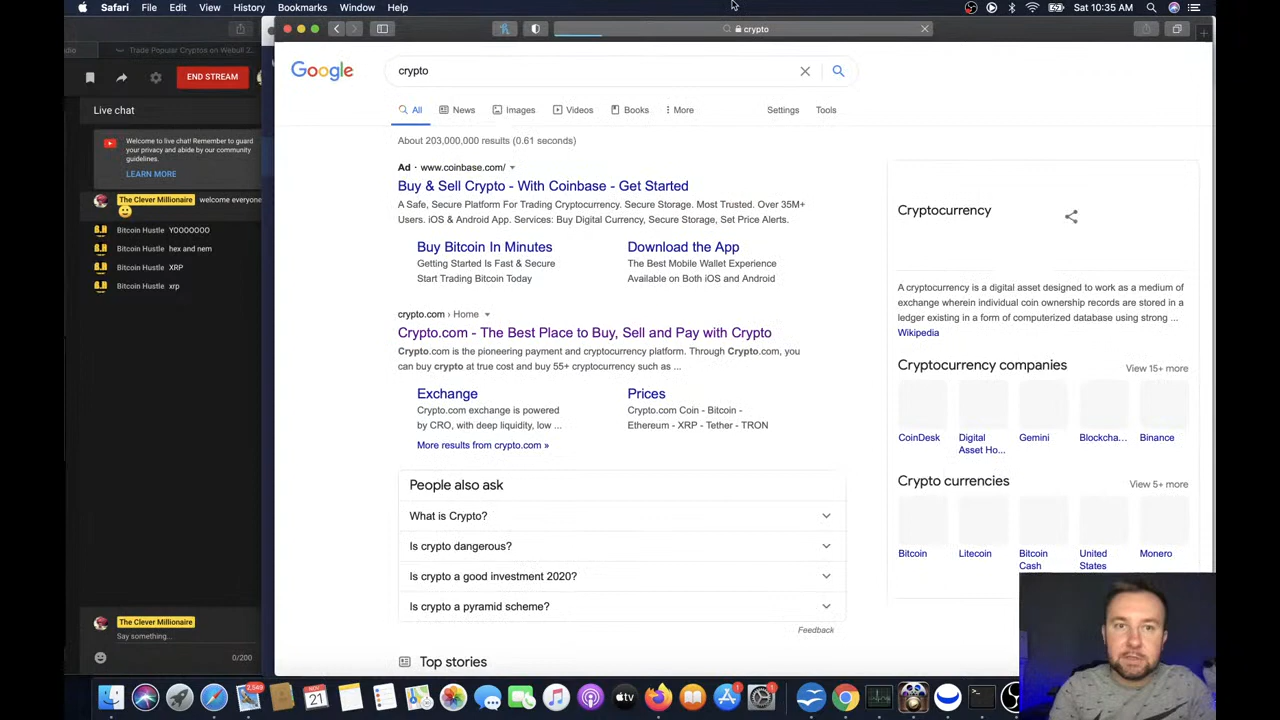 Safari File Edit View History Bookmarks Window Help
Sat 10:35 AM
Trade Popular Cryptos on Webull 2...
crypto
END STREAM
Live chat
Welcome to live chat! Remember to guard
your privacy and abide by our community
guidelines.
LEARN MORE
The Clever Millionaire welcome everyone
Bitcoin Hustle YOOOOOO
Bitcoin Hustle hex and nem
Bitcoin Hustle XRP
Bitcoin Hustle xrp
The Clever Millionaire
Say something...
0/200
Google
crypto
All News Images Videos Books More Settings Tools
About 203,000,000 results (0.61 seconds)
Ad · www.coinbase.com/
Buy & Sell Crypto - With Coinbase - Get Started
A Safe, Secure Platform For Trading Cryptocurrency. Secure Storage. Most Trusted. Over 35M+
Users. iOS & Android App. Services: Buy Digital Currency, Secure Storage, Set Price Alerts.
Buy Bitcoin In Minutes
Getting Started Is Fast & Secure
Start Trading Bitcoin Today
Download the App
The Best Mobile Wallet Experience
Available on Both iOS and Android
crypto.com › Home
Crypto.com - The Best Place to Buy, Sell and Pay with Crypto
Crypto.com is the pioneering payment and cryptocurrency platform. Through Crypto.com, you
can buy crypto at true cost and buy 55+ cryptocurrency such as ...
Exchange
Crypto.com exchange is powered
by CRO, with deep liquidity, low ...
Prices
Crypto.com Coin - Bitcoin -
Ethereum - XRP - Tether - TRON
More results from crypto.com »
People also ask
What is Crypto?
Is crypto dangerous?
Is crypto a good investment 2020?
Is crypto a pyramid scheme?
Feedback
Top stories
Cryptocurrency
A cryptocurrency is a digital asset designed to work as a medium of
exchange wherein individual coin ownership records are stored in a
ledger existing in a form of computerized database using strong ...
Wikipedia
Cryptocurrency companies
View 15+ more
CoinDesk
Digital
Asset Ho...
Gemini
Blockcha...
Binance
Crypto currencies
View 5+ more
Bitcoin
Litecoin
Bitcoin
Cash
United
States
Monero
2,549
NOV
21
tv
1
1